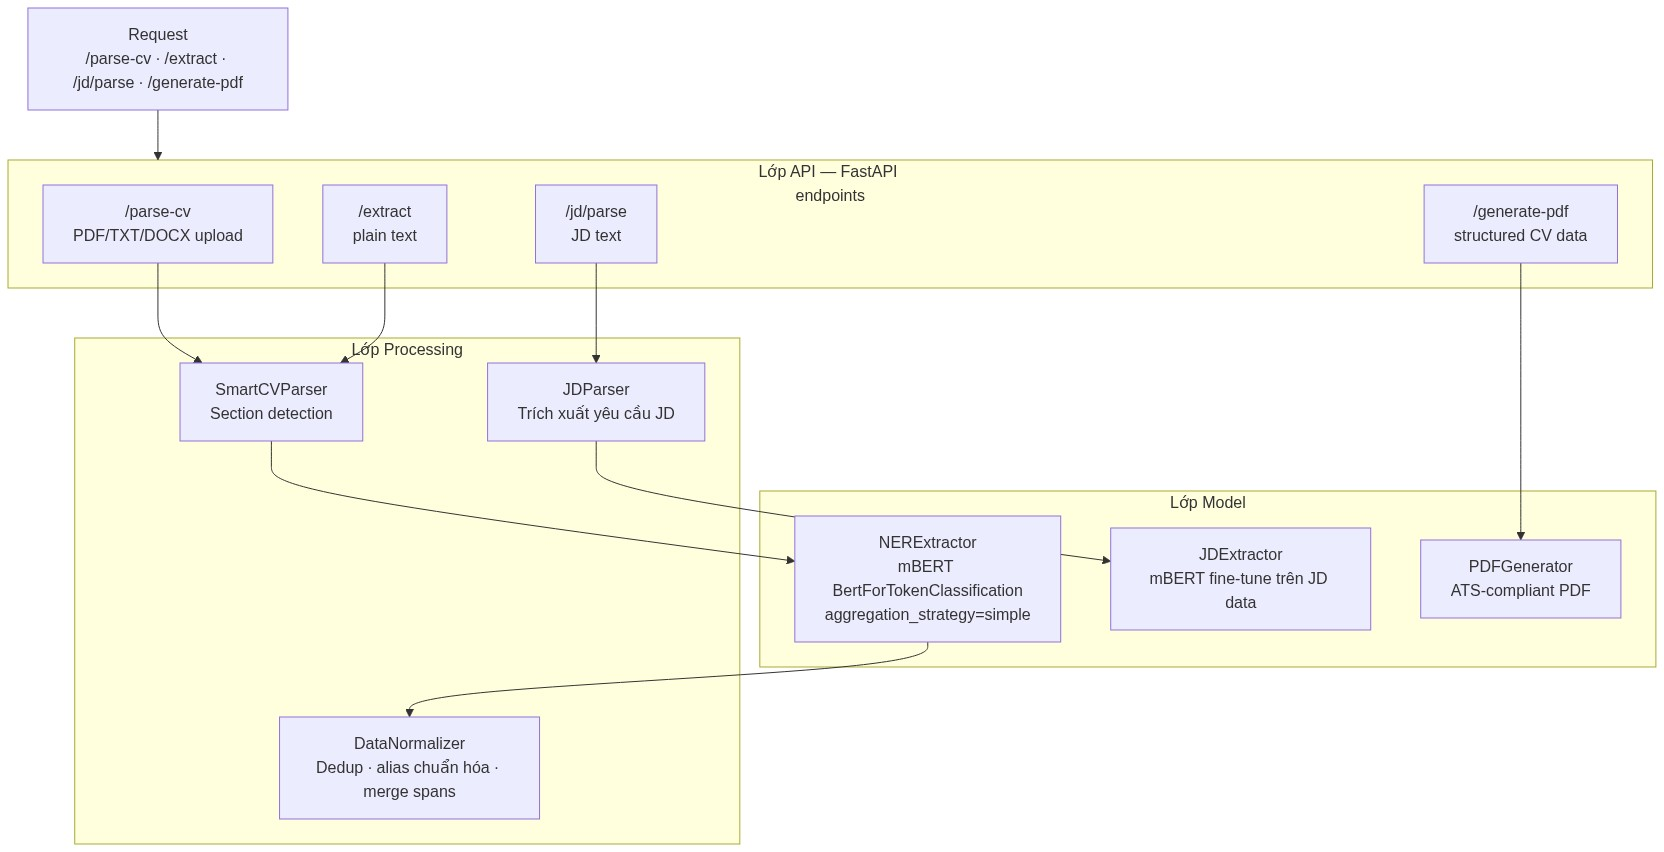 Request
/parse-cv · /extract ·
/jd/parse · /generate-pdf
Lớp API — FastAPI
endpoints
/parse-cv
PDF/TXT/DOCX upload
/extract
plain text
/jd/parse
JD text
/generate-pdf
structured CV data
Lớp Processing
SmartCVParser
Section detection
JDParser
Trích xuất yêu cầu JD
Lớp Model
NERExtractor
mBERT
BertForTokenClassification
aggregation_strategy=simple
JDExtractor
mBERT fine-tune trên JD
data
PDFGenerator
ATS-compliant PDF
DataNormalizer
Dedup · alias chuẩn hóa ·
merge spans